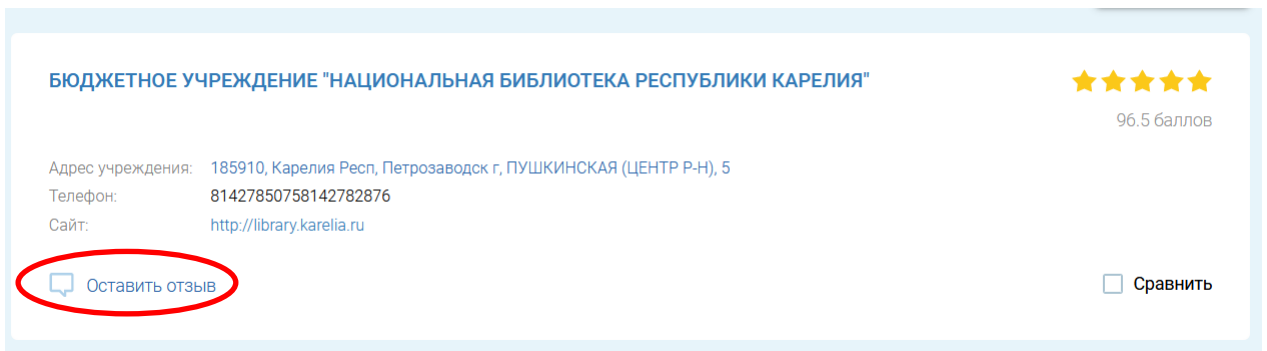 БЮДЖЕТНОЕ УЧРЕЖДЕНИЕ "НАЦИОНАЛЬНАЯ БИБЛИОТЕКА РЕСПУБЛИКИ КАРЕЛИЯ"
96.5 баллов
Адрес учреждения: 185910, Карелия Респ, Петрозаводск г, ПУШКИНСКАЯ (ЦЕНТР Р-Н), 5
Телефон: 81427850758142782876
Сайт: http://library.karelia.ru
Оставить отзыв
Сравнить